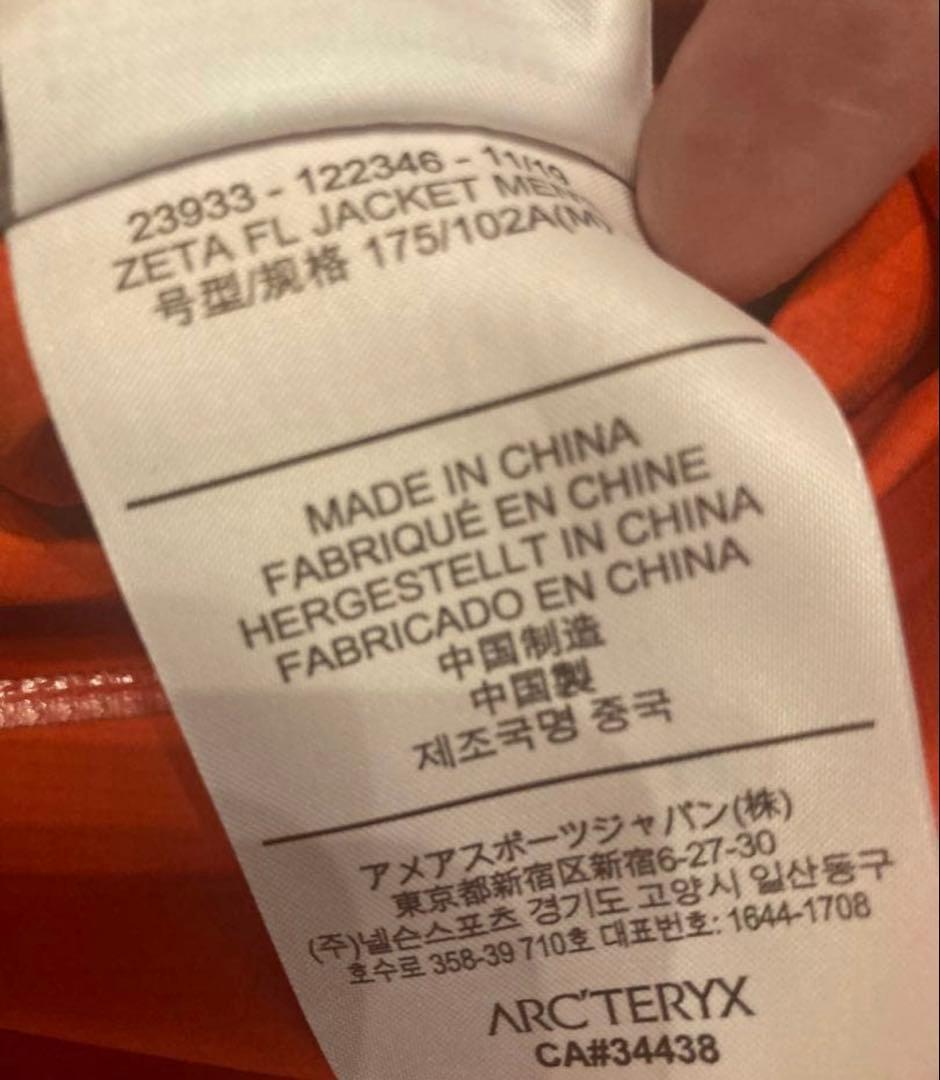 23933 - 122346 - 11/19
ZETA FL JACKET MEN
号型/规格 175/102A(M)
MADE IN CHINA
FABRIQUÉ EN CHINE
HERGESTELLT IN CHINA
FABRICADO EN CHINA
中国制造
中国製
제조국명 중국
アメアスポーツジャパン(株)
東京都新宿区新宿6-27-30
(주)넬슨스포츠 경기도 고양시 일산동구
호수로 358-39 710호 대표번호: 1644-1708
ARC'TERYX
CA#34438